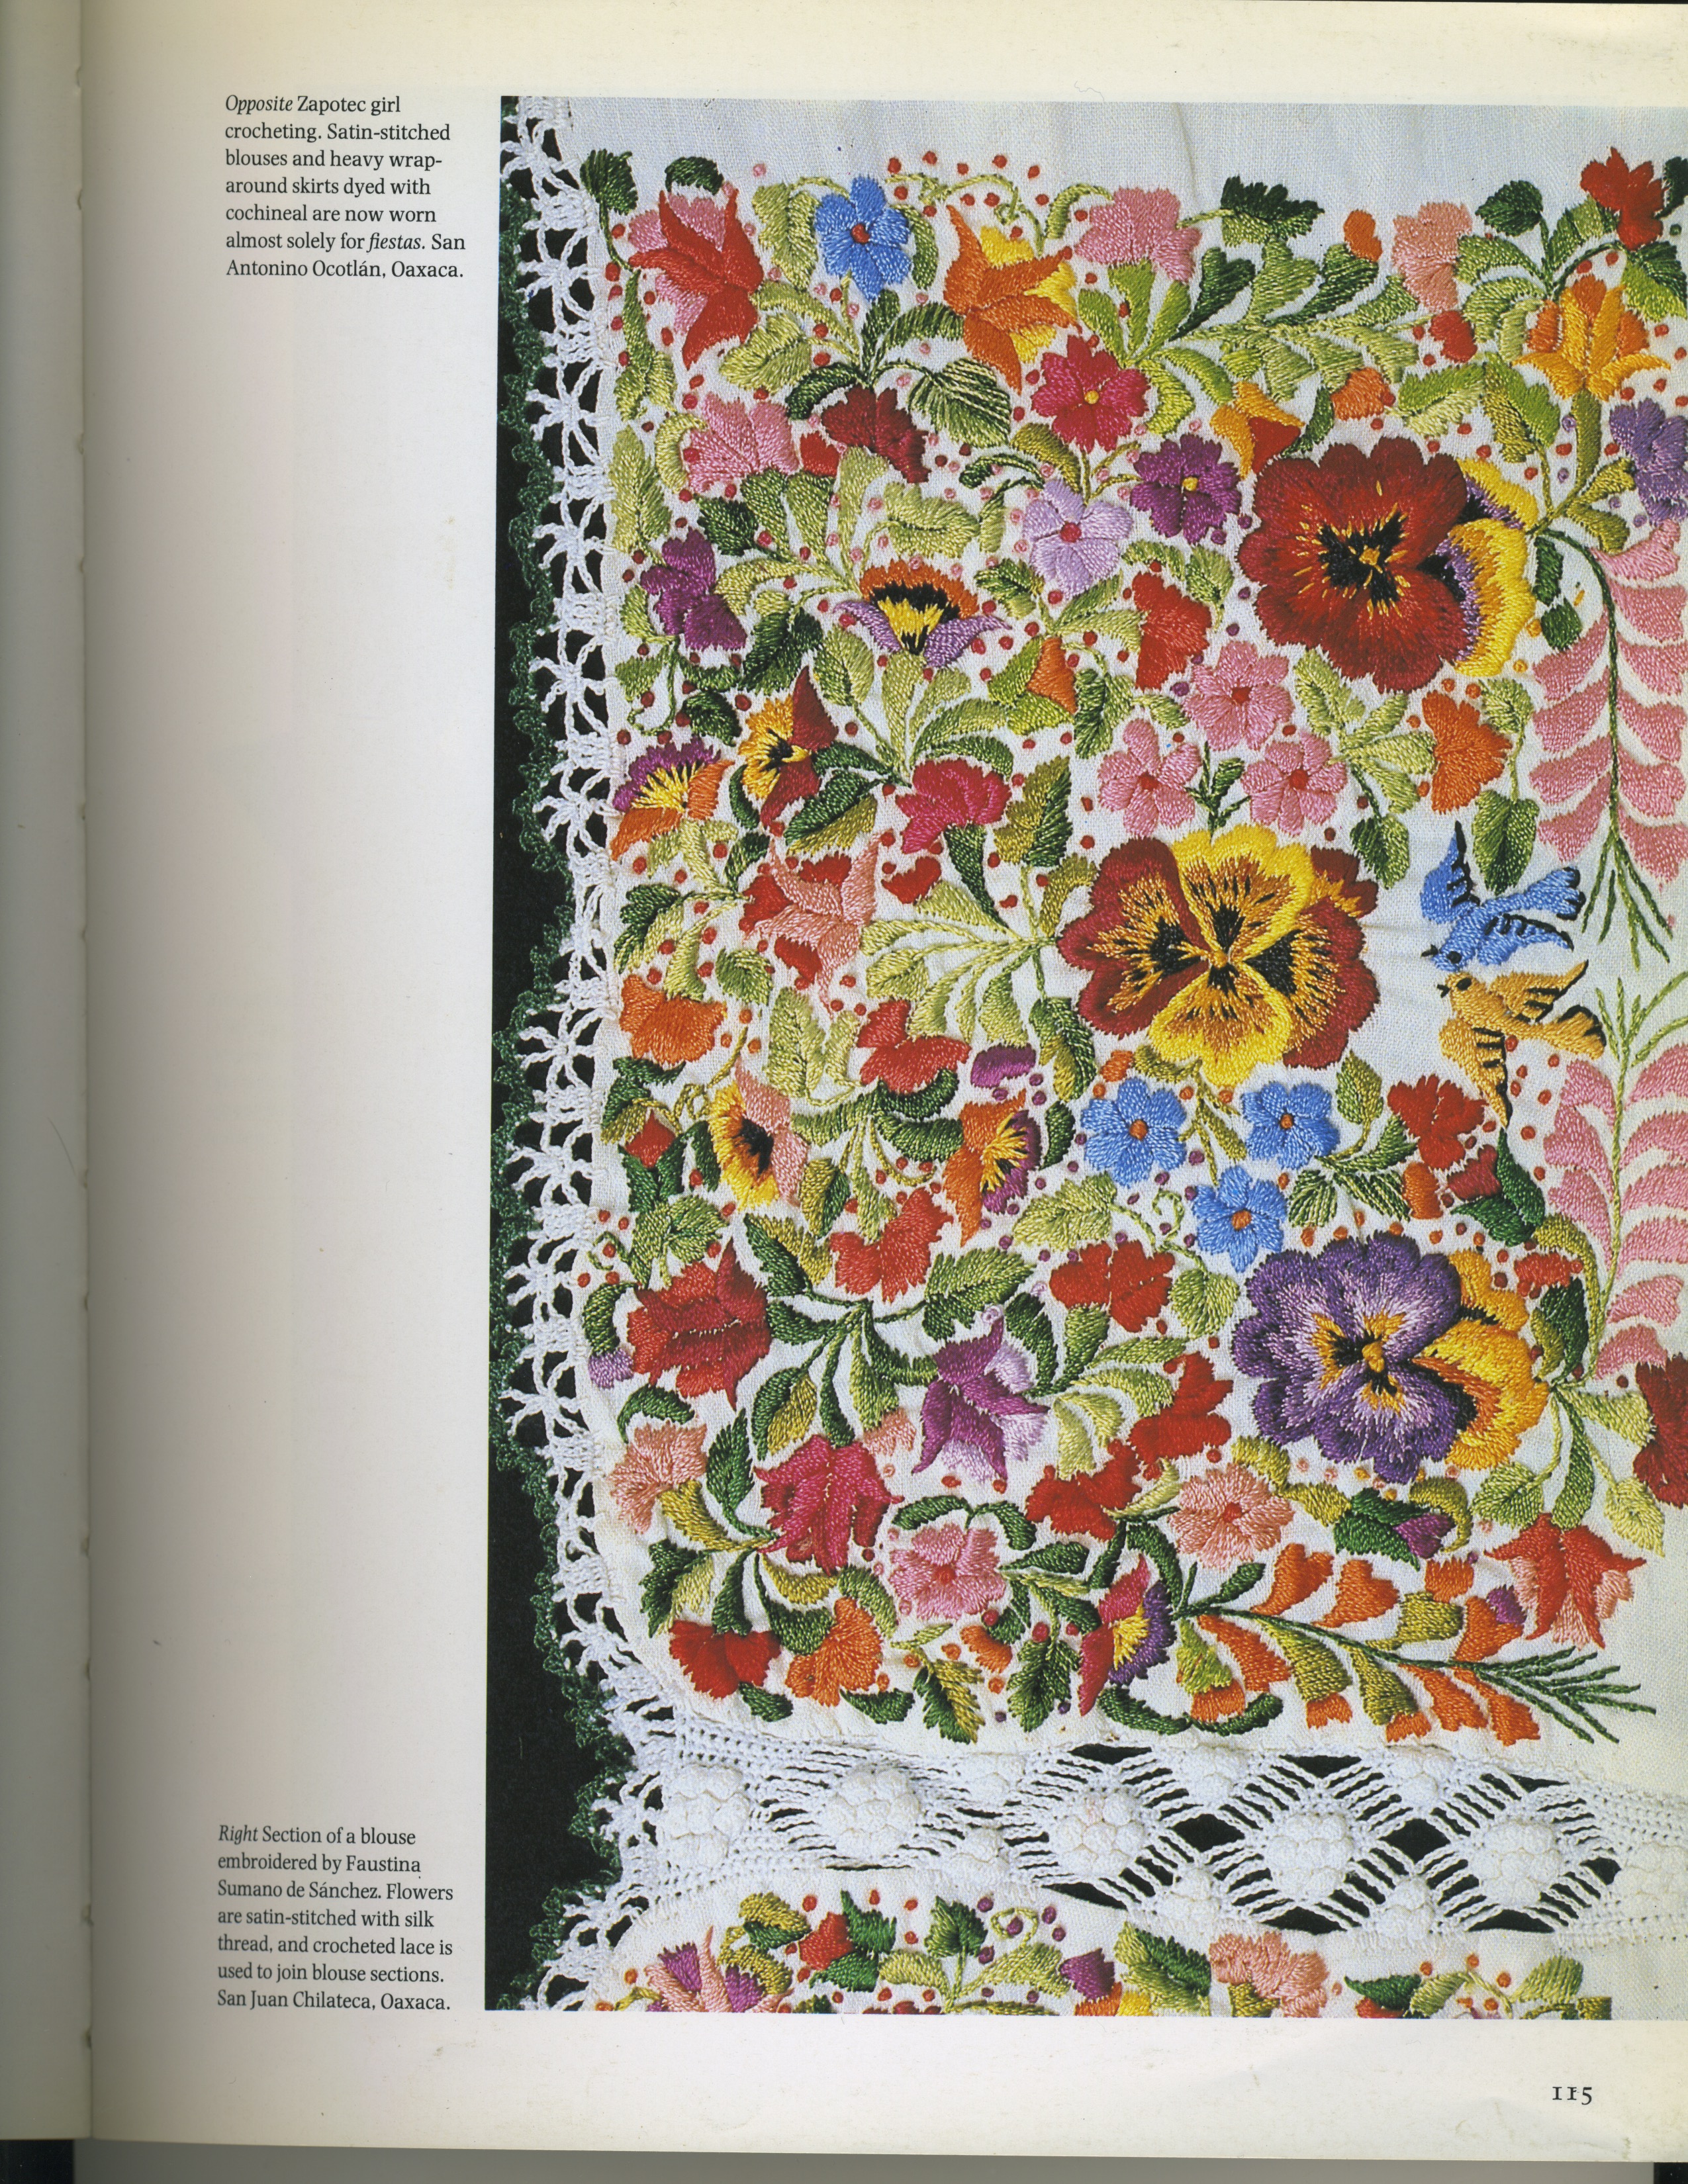 Opposite Zapotec girl
crocheting. Satin-stitched
blouses and heavy wrap-
around skirts dyed with
cochineal are now worn
almost solely for fiestas. San
Antonino Ocotlán, Oaxaca.
Right Section of a blouse
embroidered by Faustina
Sumano de Sánchez. Flowers
are satin-stitched with silk
thread, and crocheted lace is
used to join blouse sections.
San Juan Chilateca, Oaxaca.
115